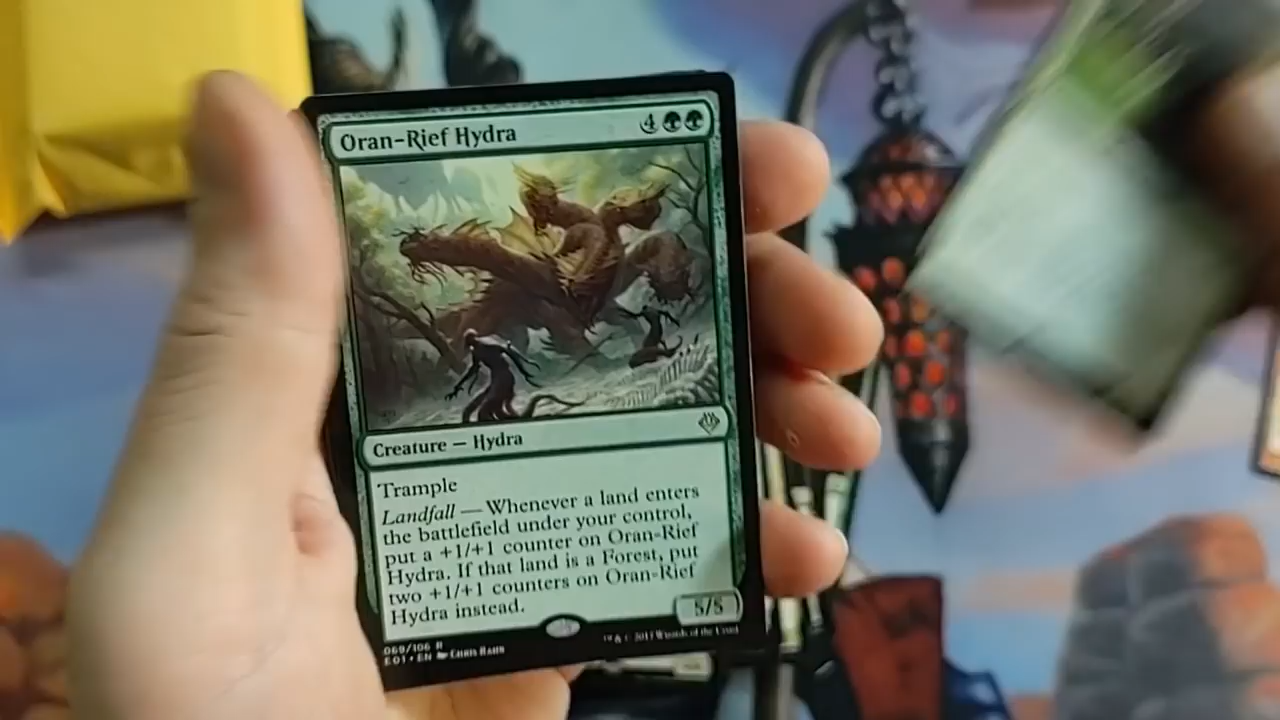 Oran-Rief Hydra 4
Creature — Hydra
Trample
Landfall — Whenever a land enters
the battlefield under your control,
put a +1/+1 counter on Oran-Rief
Hydra. If that land is a Forest, put
two +1/+1 counters on Oran-Rief
Hydra instead.
5/5
069/106 R
E01 • EN Chris Rahn
™ & © 2017 Wizards of the Coast